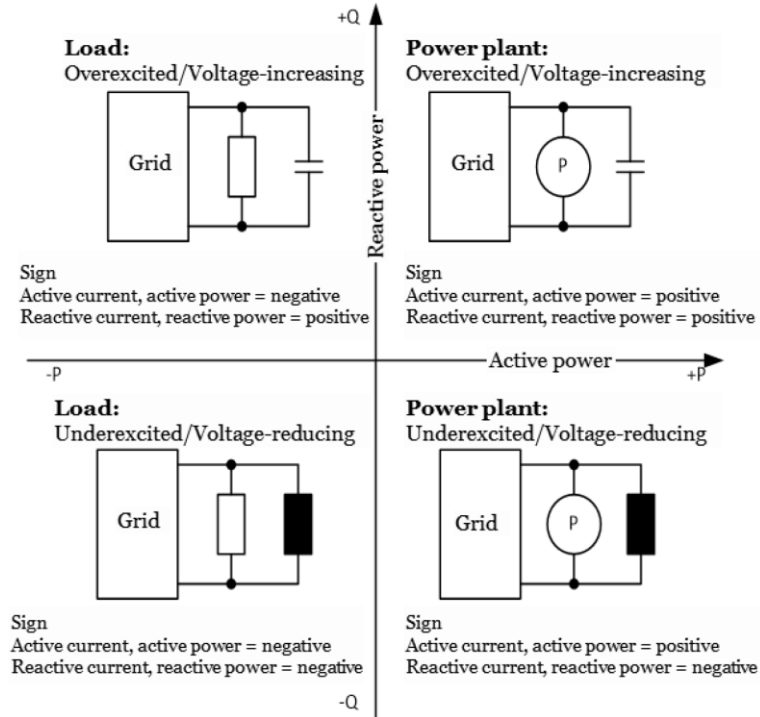 +Q
Load:
Overexcited/Voltage-increasing
Grid
Sign
Active current, active power = negative
Reactive current, reactive power = positive
Reactive power
Power plant:
Overexcited/Voltage-increasing
Grid
P
Sign
Active current, active power = positive
Reactive current, reactive power = positive
-P
Active power
+P
Load:
Underexcited/Voltage-reducing
Grid
Sign
Active current, active power = negative
Reactive current, reactive power = negative
Power plant:
Underexcited/Voltage-reducing
Grid
P
Sign
Active current, active power = positive
Reactive current, reactive power = negative
-Q